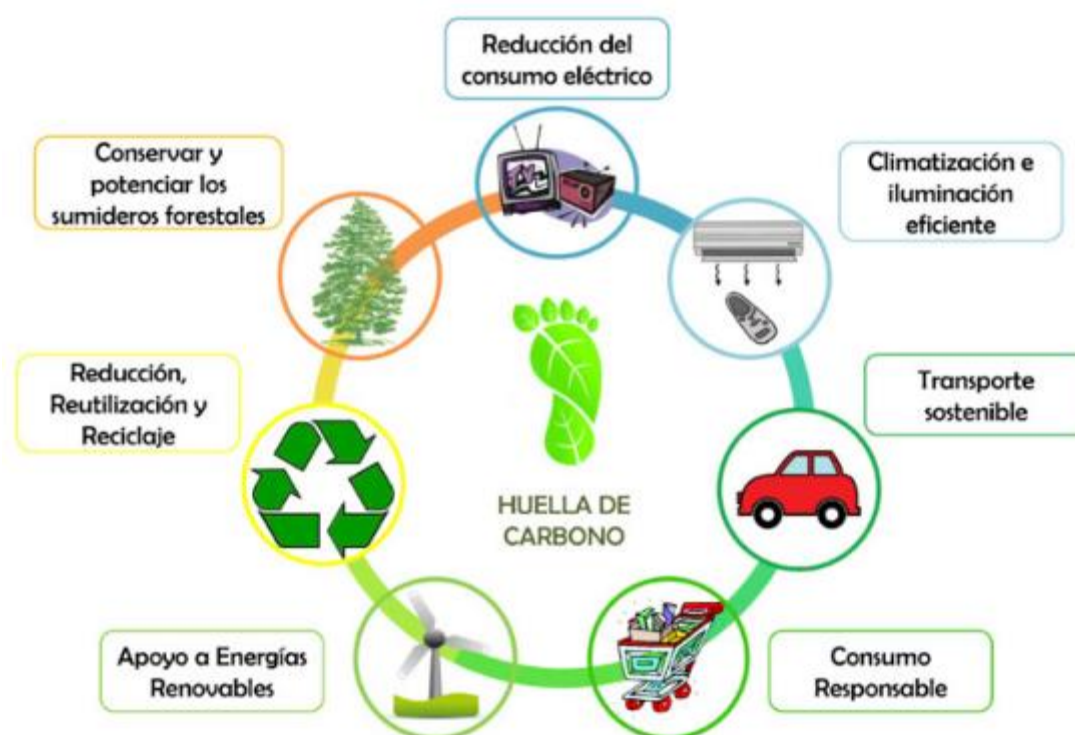 Reducción del
consumo eléctrico
Conservar y
potenciar los
sumideros forestales
Climatización e
iluminación
eficiente
Reducción,
Reutilización y
Reciclaje
Transporte
sostenible
HUELLA DE
CARBONO
Apoyo a Energías
Renovables
Consumo
Responsable